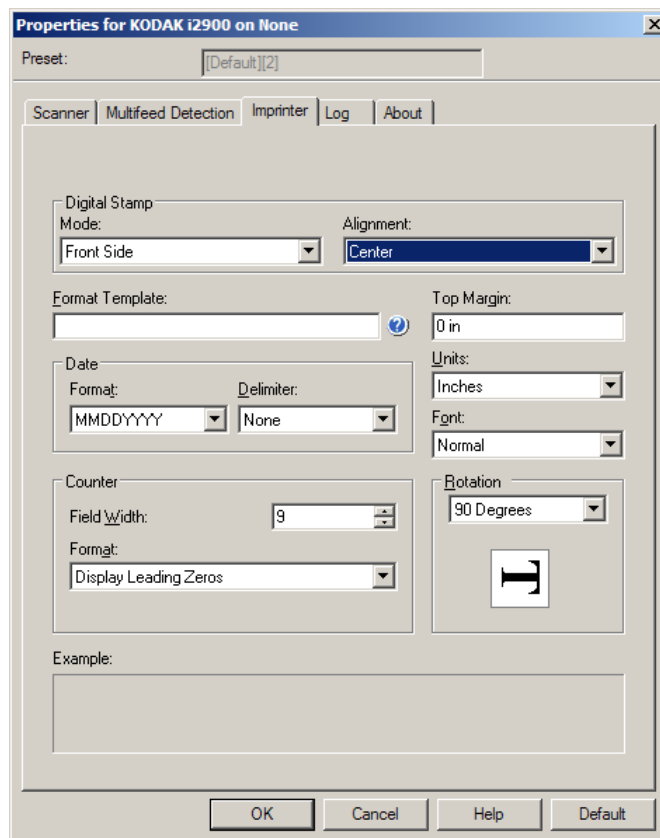 Properties for KODAK i2900 on None
Preset: [Default][2]
Scanner Multifeed Detection Imprinter Log About
Digital Stamp
Mode: Alignment:
Front Side Center
Format Template: Top Margin:
0 in
Date Units:
Format: Delimiter: Inches
MMDDYYYY None Font:
Normal
Counter Rotation
Field Width: 9 90 Degrees
Format:
Display Leading Zeros
T
Example:
OK Cancel Help Default